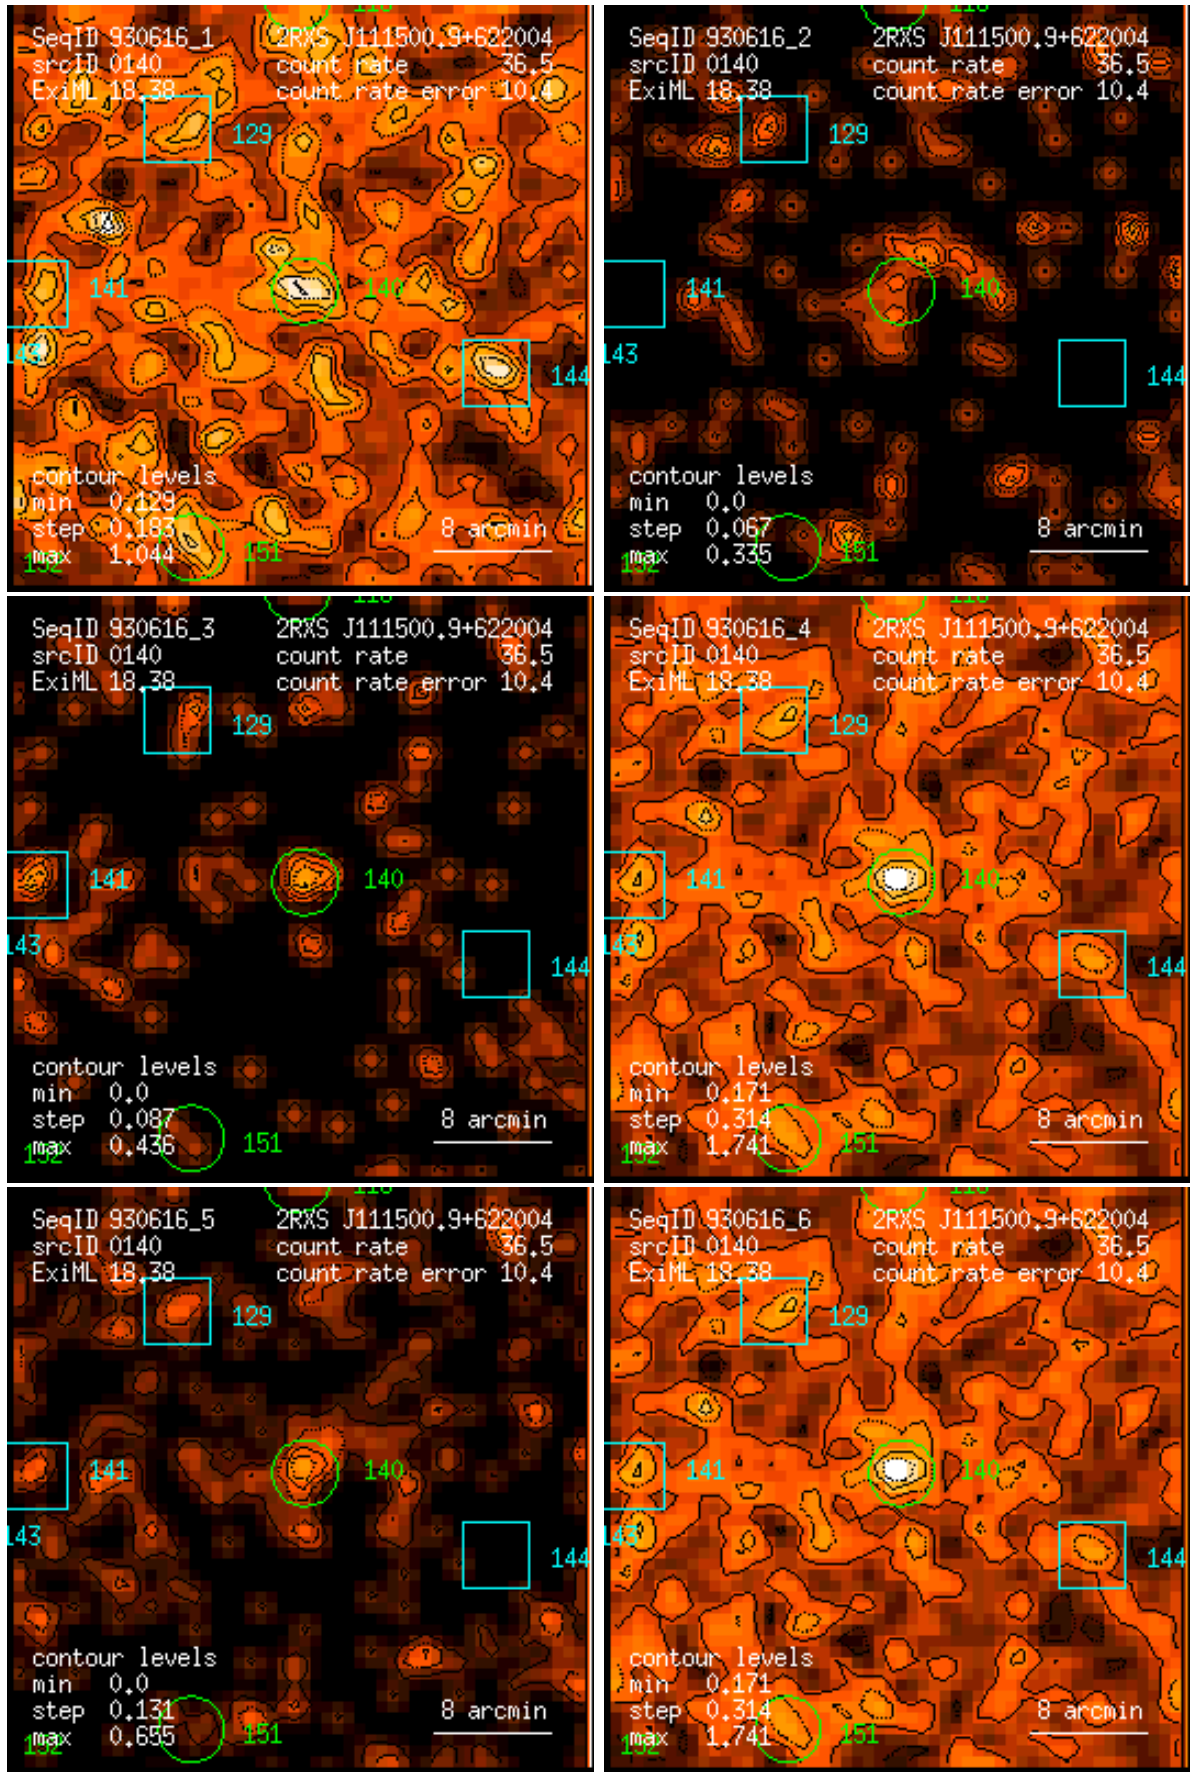 118
SeqID 930616_1 2RXS J111500.9+622004
srcID 0140 count rate 36.5
ExiML 18.38 count rate error 10.4
129
141 140
143
144
contour levels
min 0.129
step 0.183 8 arcmin
max 1.044
152 151
118
SeqID 930616_2 2RXS J111500.9+622004
srcID 0140 count rate 36.5
ExiML 18.38 count rate error 10.4
129
141 140
143
144
contour levels
min 0.0
step 0.067 8 arcmin
max 0.335
152 151
118
SeqID 930616_3 2RXS J111500.9+622004
srcID 0140 count rate 36.5
ExiML 18.38 count rate error 10.4
129
141 140
143
144
contour levels
min 0.0
step 0.087 8 arcmin
max 0.436
152 151
118
SeqID 930616_4 2RXS J111500.9+622004
srcID 0140 count rate 36.5
ExiML 18.38 count rate error 10.4
129
141 140
143
144
contour levels
min 0.171
step 0.314 8 arcmin
max 1.741
152 151
118
SeqID 930616_5 2RXS J111500.9+622004
srcID 0140 count rate 36.5
ExiML 18.38 count rate error 10.4
129
141 140
143
144
contour levels
min 0.0
step 0.131 8 arcmin
max 0.655
152 151
118
SeqID 930616_6 2RXS J111500.9+622004
srcID 0140 count rate 36.5
ExiML 18.38 count rate error 10.4
129
141 140
143
144
contour levels
min 0.171
step 0.314 8 arcmin
max 1.741
152 151